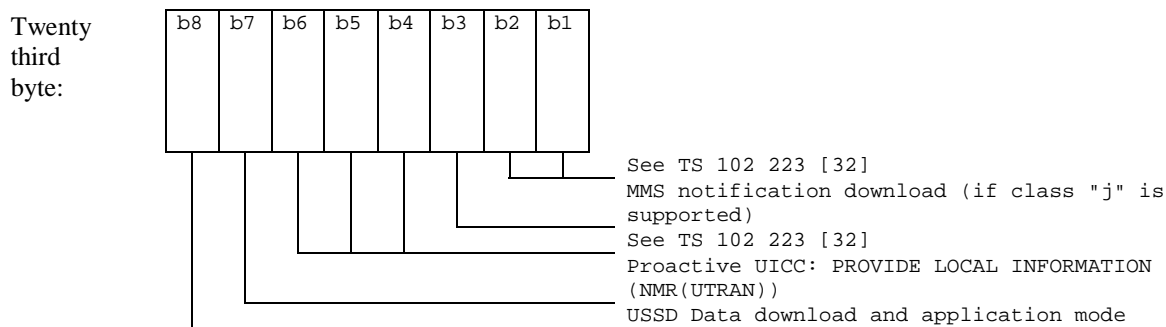 Twenty
third
byte:
b8 b7 b6 b5 b4 b3 b2 b1
See TS 102 223 [32]
MMS notification download (if class "j" is
supported)
See TS 102 223 [32]
Proactive UICC: PROVIDE LOCAL INFORMATION
(NMR(UTRAN))
USSD Data download and application mode